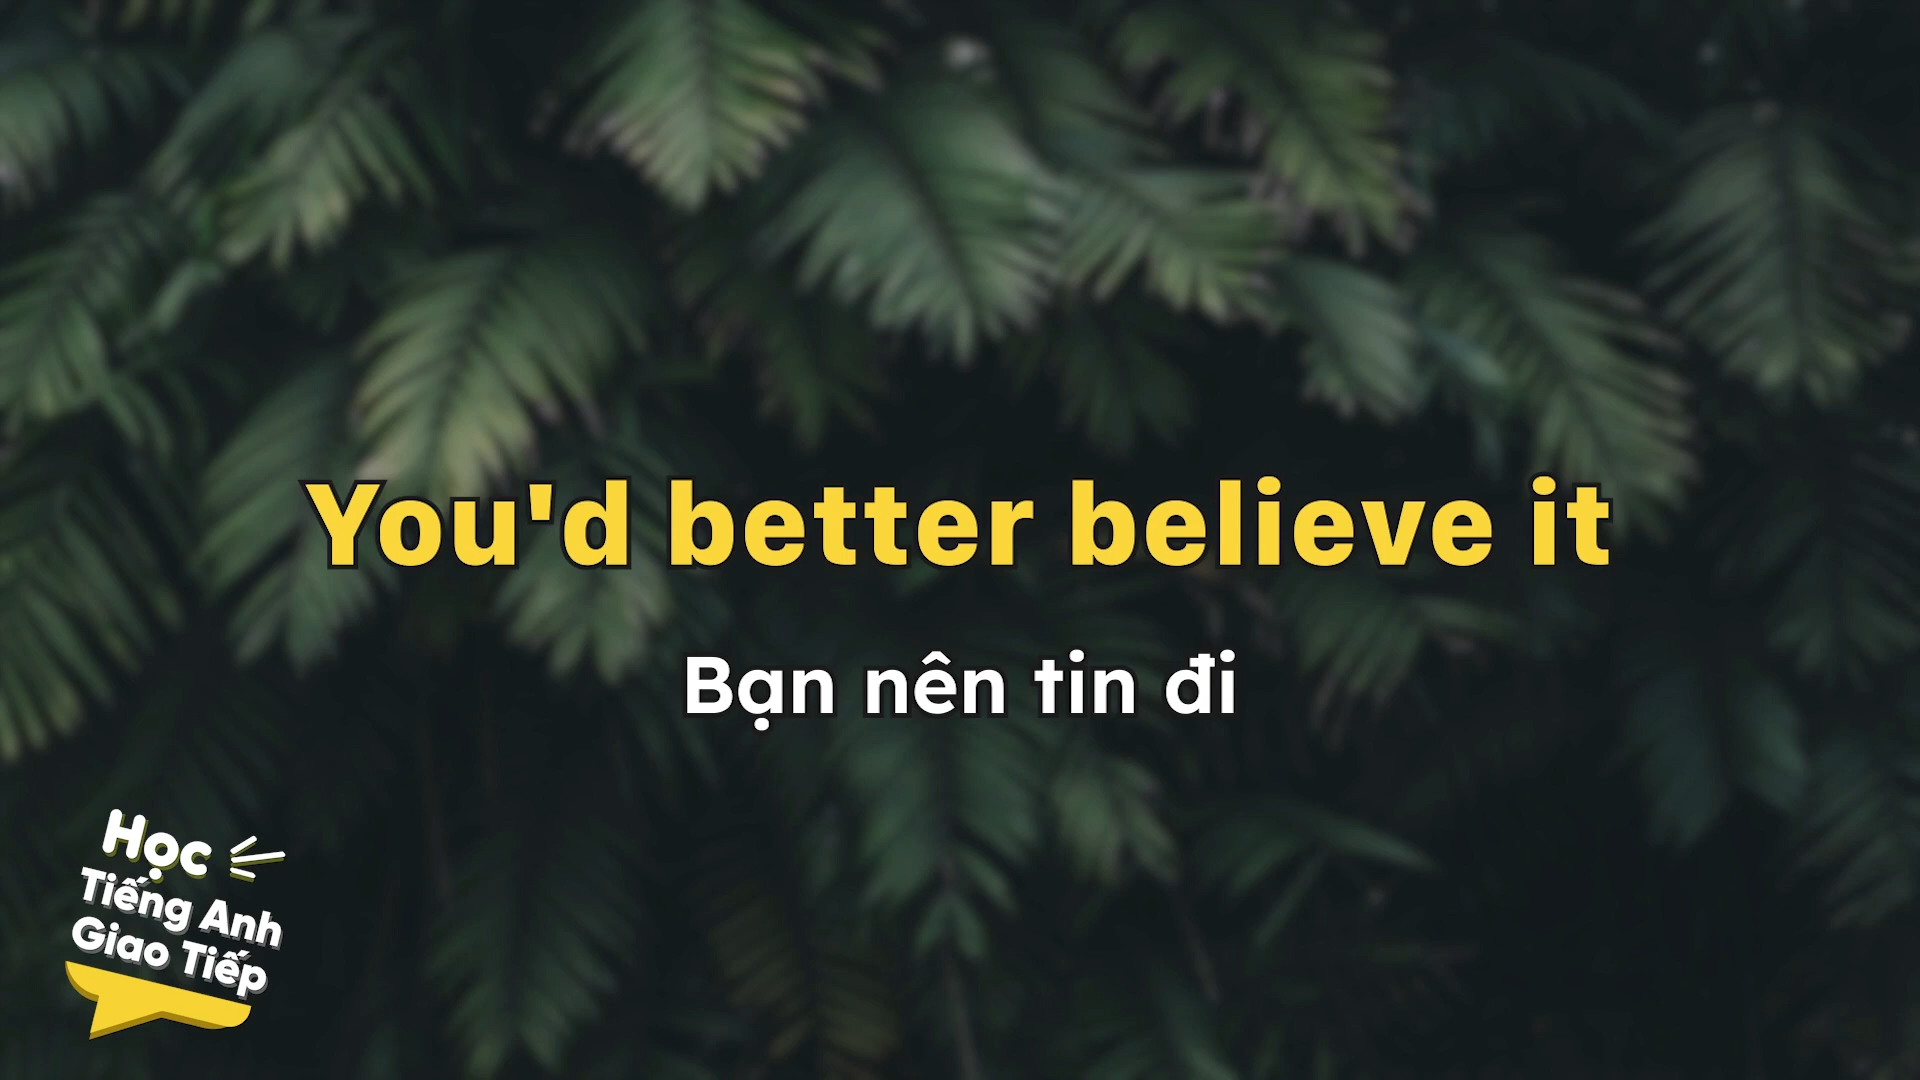 You'd better believe it
Bạn nên tin đi
Học
Tiếng Anh
Giao Tiếp